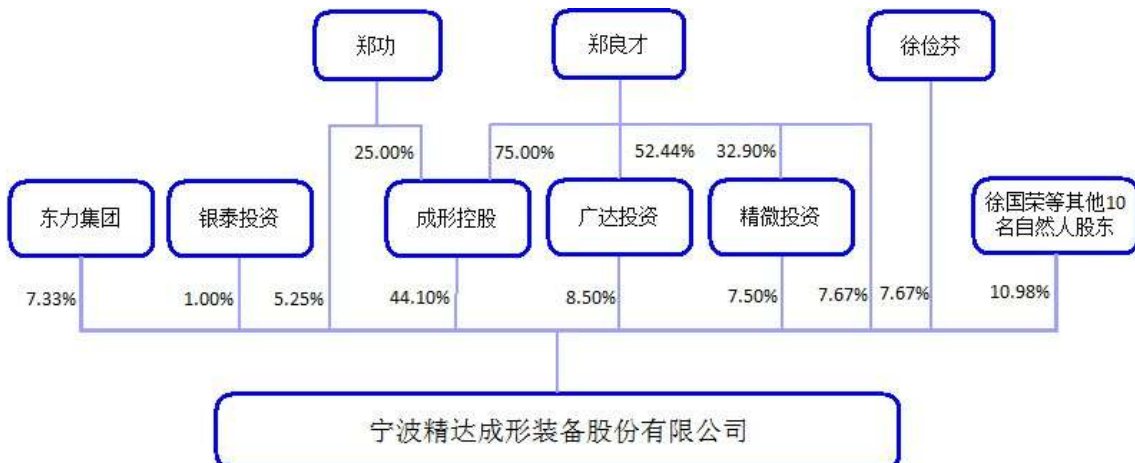 郑功
郑良才
徐俭芬
25.00%
75.00%
52.44%
32.90%
东力集团
银泰投资
成形控股
广达投资
精微投资
徐国荣等其他10
名自然人股东
7.33%
1.00%
5.25%
44.10%
8.50%
7.50%
7.67%
7.67%
10.98%
宁波精达成形装备股份有限公司